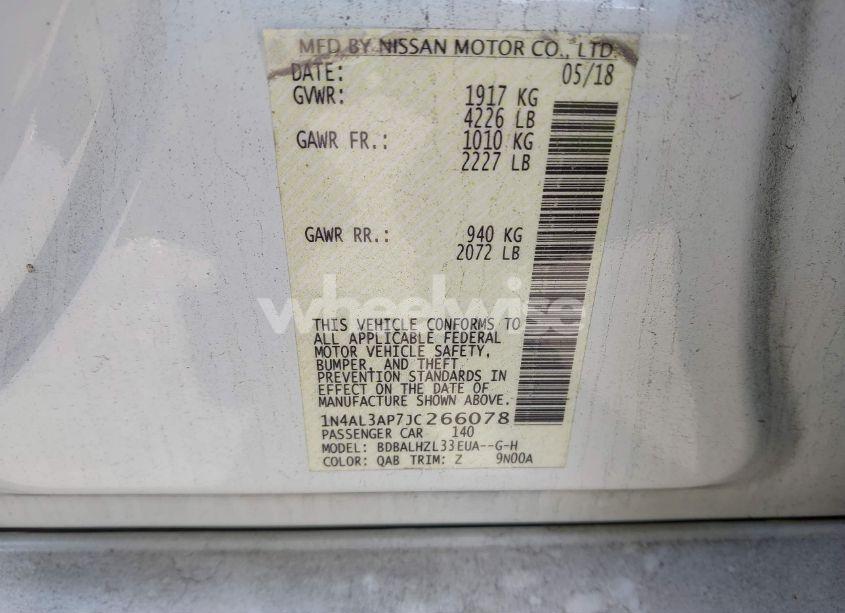 MFD BY NISSAN MOTOR CO., LTD.
DATE: 05/18
GVWR: 1917 KG
4226 LB
GAWR FR.: 1010 KG
2227 LB
GAWR RR.: 940 KG
2072 LB
wheelwise
THIS VEHICLE CONFORMS TO
ALL APPLICABLE FEDERAL
MOTOR VEHICLE SAFETY,
BUMPER, AND THEFT
PREVENTION STANDARDS IN
EFFECT ON THE DATE OF
MANUFACTURE SHOWN ABOVE.
1N4AL3AP7JC266078
PASSENGER CAR 140
MODEL: BDBALHZL33EUA--G-H
COLOR: QAB TRIM: Z 9N00A